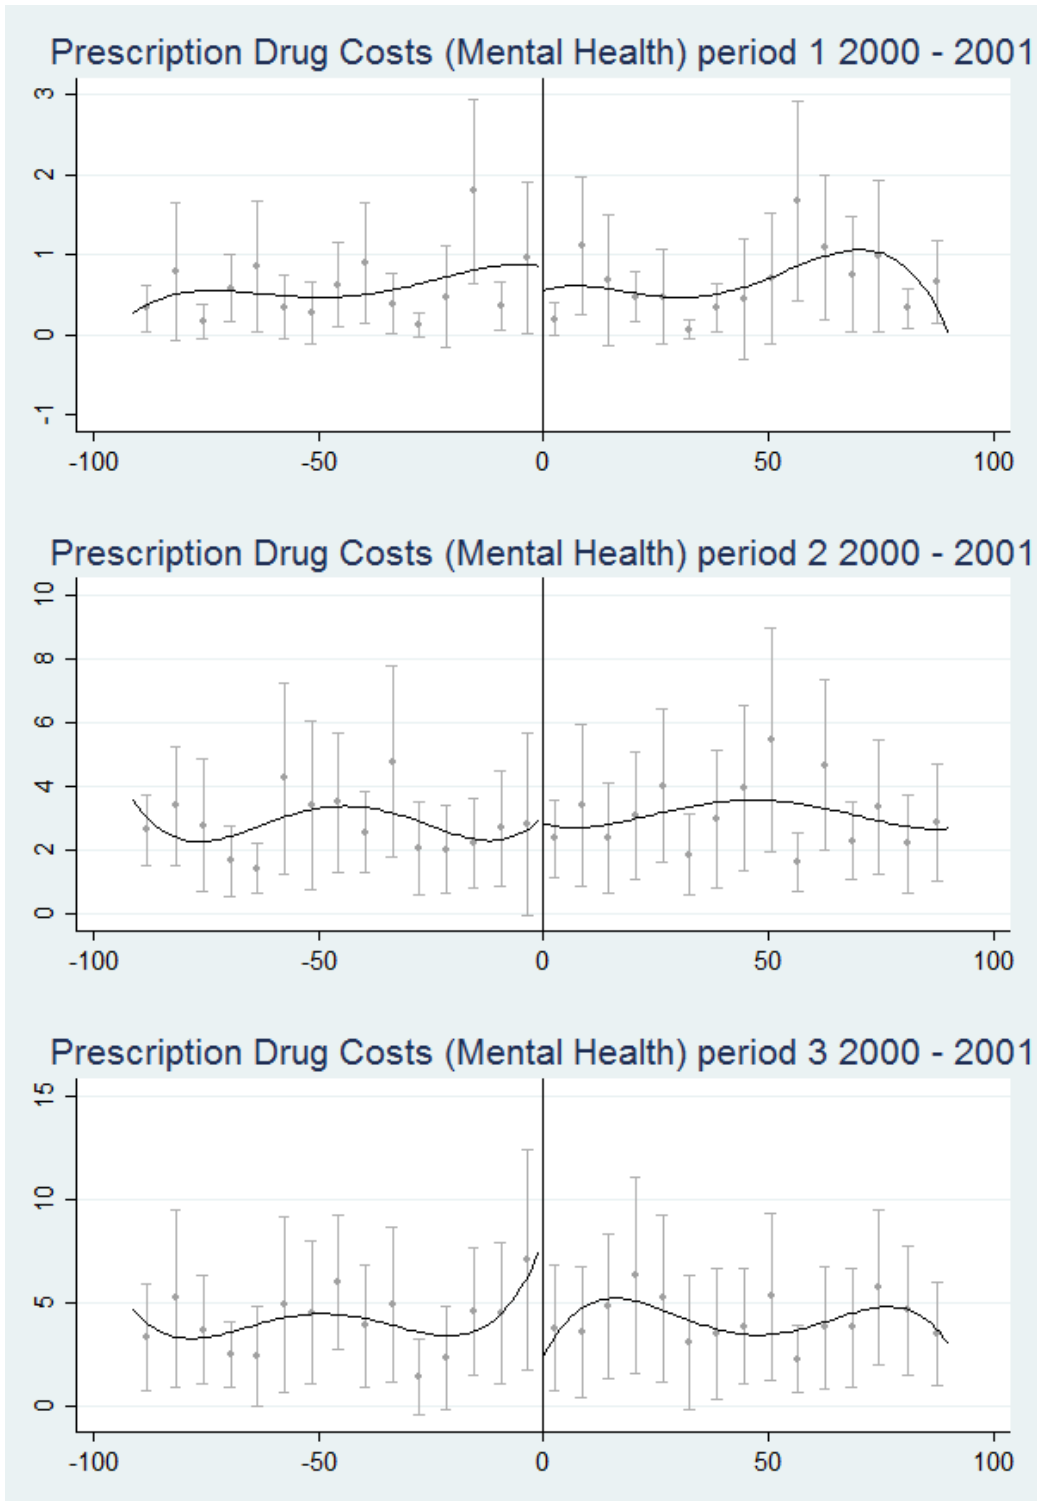 Prescription Drug Costs (Mental Health) period 1 2000 - 2001
3
2
1
0
-1
-100 -50 0 50 100
Prescription Drug Costs (Mental Health) period 2 2000 - 2001
10
8
6
4
2
0
-100 -50 0 50 100
Prescription Drug Costs (Mental Health) period 3 2000 - 2001
15
10
5
0
-100 -50 0 50 100